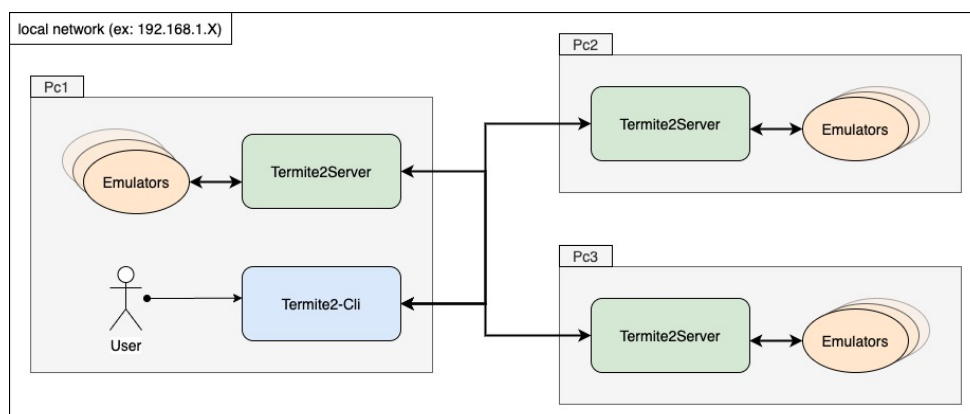 local network (ex: 192.168.1.X)
Pc1
Emulators
Termite2Server
User
Termite2-Cli
Pc2
Termite2Server
Emulators
Pc3
Termite2Server
Emulators